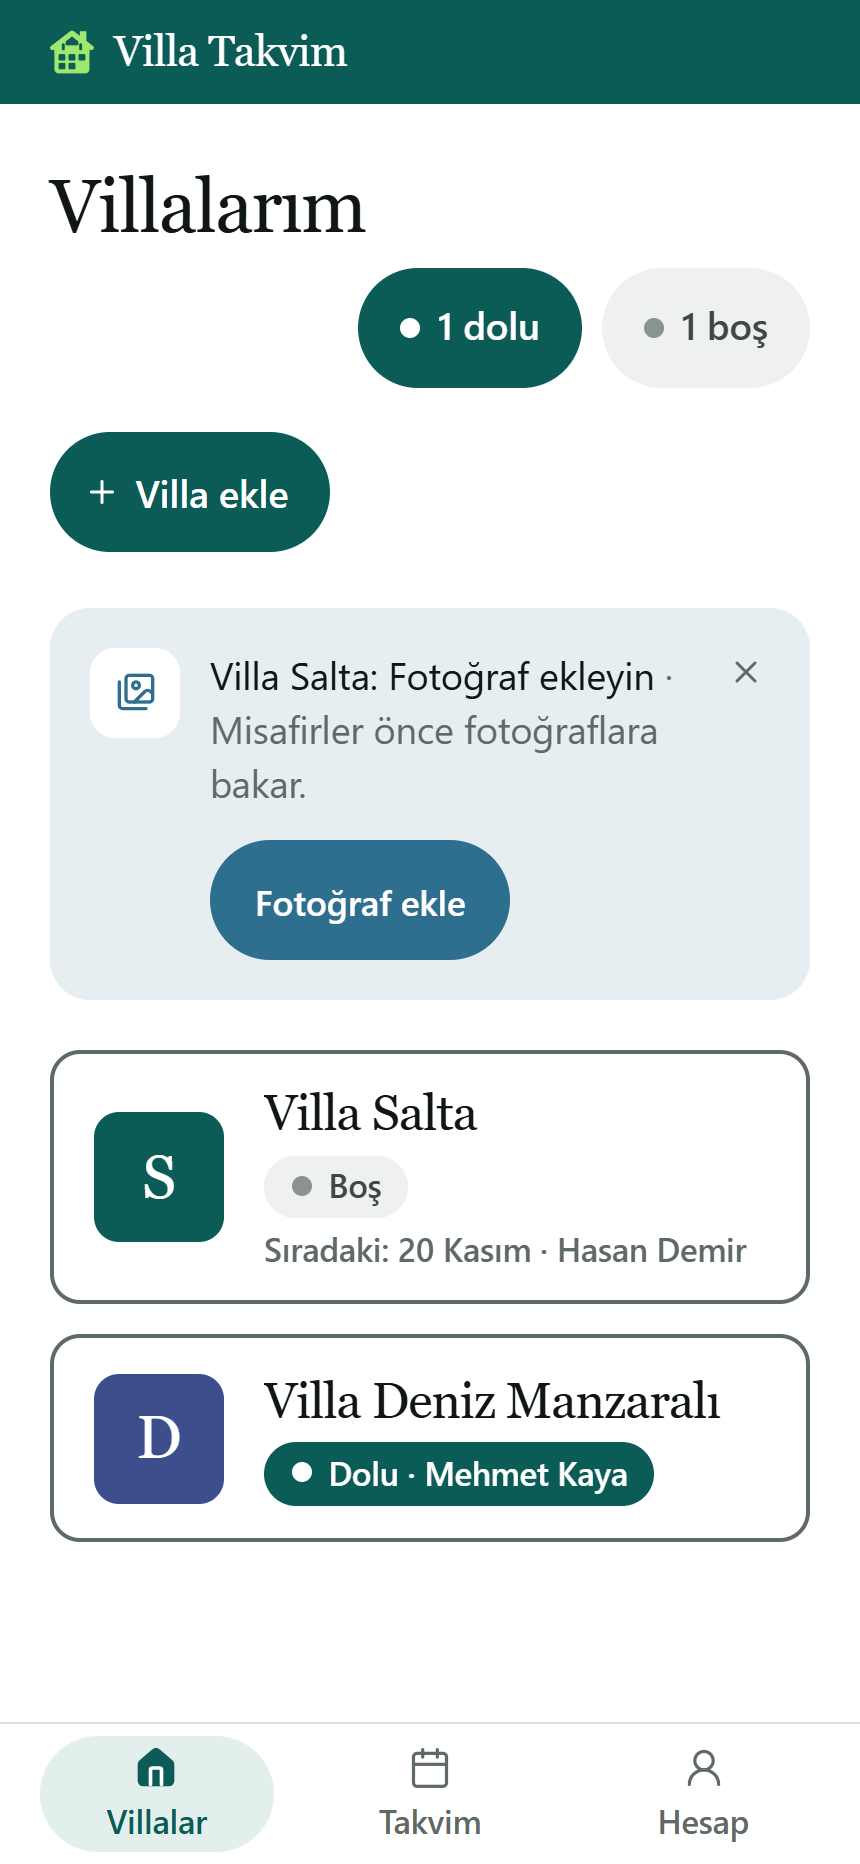 Villa Takvim
Villalarım
1 dolu
1 boş
+ Villa ekle
Villa Salta: Fotoğraf ekleyin ·
Misafirler önce fotoğraflara
bakar.
Fotoğraf ekle
S
Villa Salta
Boş
Sıradaki: 20 Kasım · Hasan Demir
D
Villa Deniz Manzaralı
Dolu · Mehmet Kaya
Villalar
Takvim
Hesap